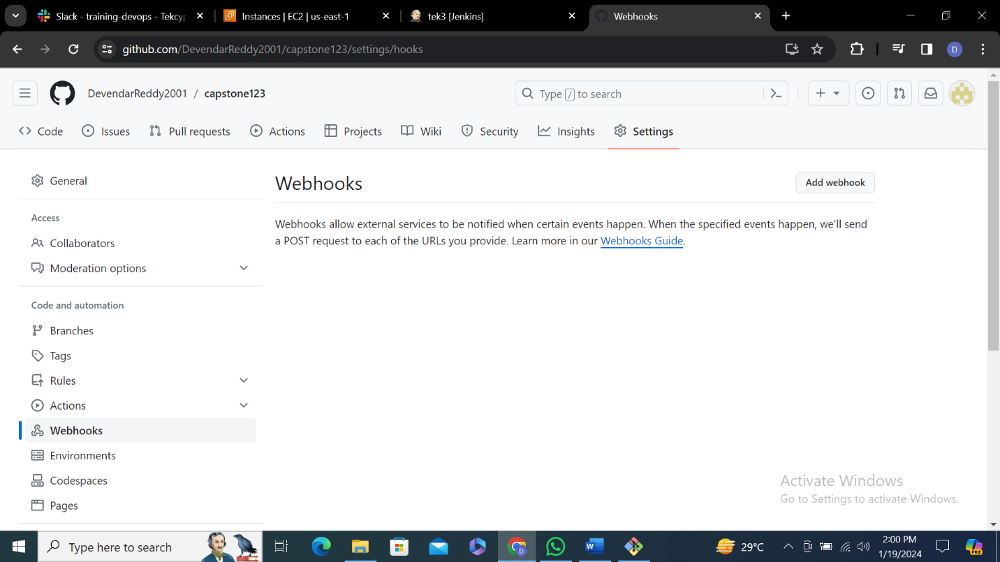 Slack - training-devops - Tekcyp
Instances | EC2 | us-east-1
tek3 [Jenkins]
Webhooks
github.com/DevendarReddy2001/capstone123/settings/hooks
D
DevendarReddy2001 / capstone123
Type / to search
Code
Issues
Pull requests
Actions
Projects
Wiki
Security
Insights
Settings
General
Access
Collaborators
Moderation options
Code and automation
Branches
Tags
Rules
Actions
Webhooks
Environments
Codespaces
Pages
Webhooks
Add webhook
Webhooks allow external services to be notified when certain events happen. When the specified events happen, we'll send
a POST request to each of the URLs you provide. Learn more in our Webhooks Guide.
Activate Windows
Go to Settings to activate Windows.
Type here to search
D
W
29°C
2:00 PM
1/19/2024
PRE